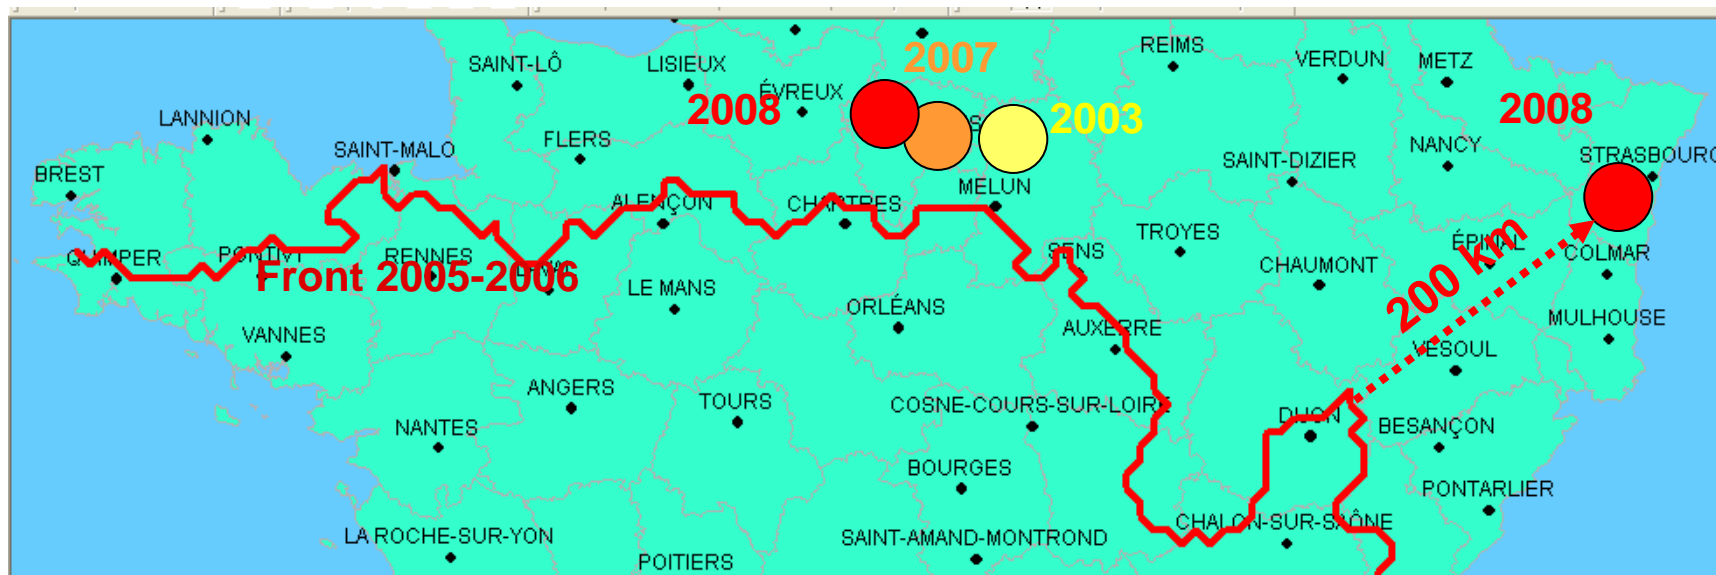 REIMS
2007
VERDUN
METZ
SAINT-LÔ
LISIEUX
ÉVREUX
2008
2003
2008
LANNION
FLERS
SAINT-MALO
NANCY
STRASBOURG
SAINT-DIZIER
BREST
MELUN
ALENÇON
CHARTRES
TROYES
SENS
ÉPINAL
COLMAR
QUIMPER
PONTIVY
RENNES
CHAUMONT
200 km
Front 2005-2006
LAVAL
LE MANS
ORLÉANS
MULHOUSE
VANNES
AUXERRE
VESOUL
ANGERS
TOURS
COSNE-COURS-SUR-LOIRE
DIJON
NANTES
BESANÇON
BOURGES
PONTARLIER
CHALON-SUR-SAÔNE
LA ROCHE-SUR-YON
SAINT-AMAND-MONTROND
POITIERS